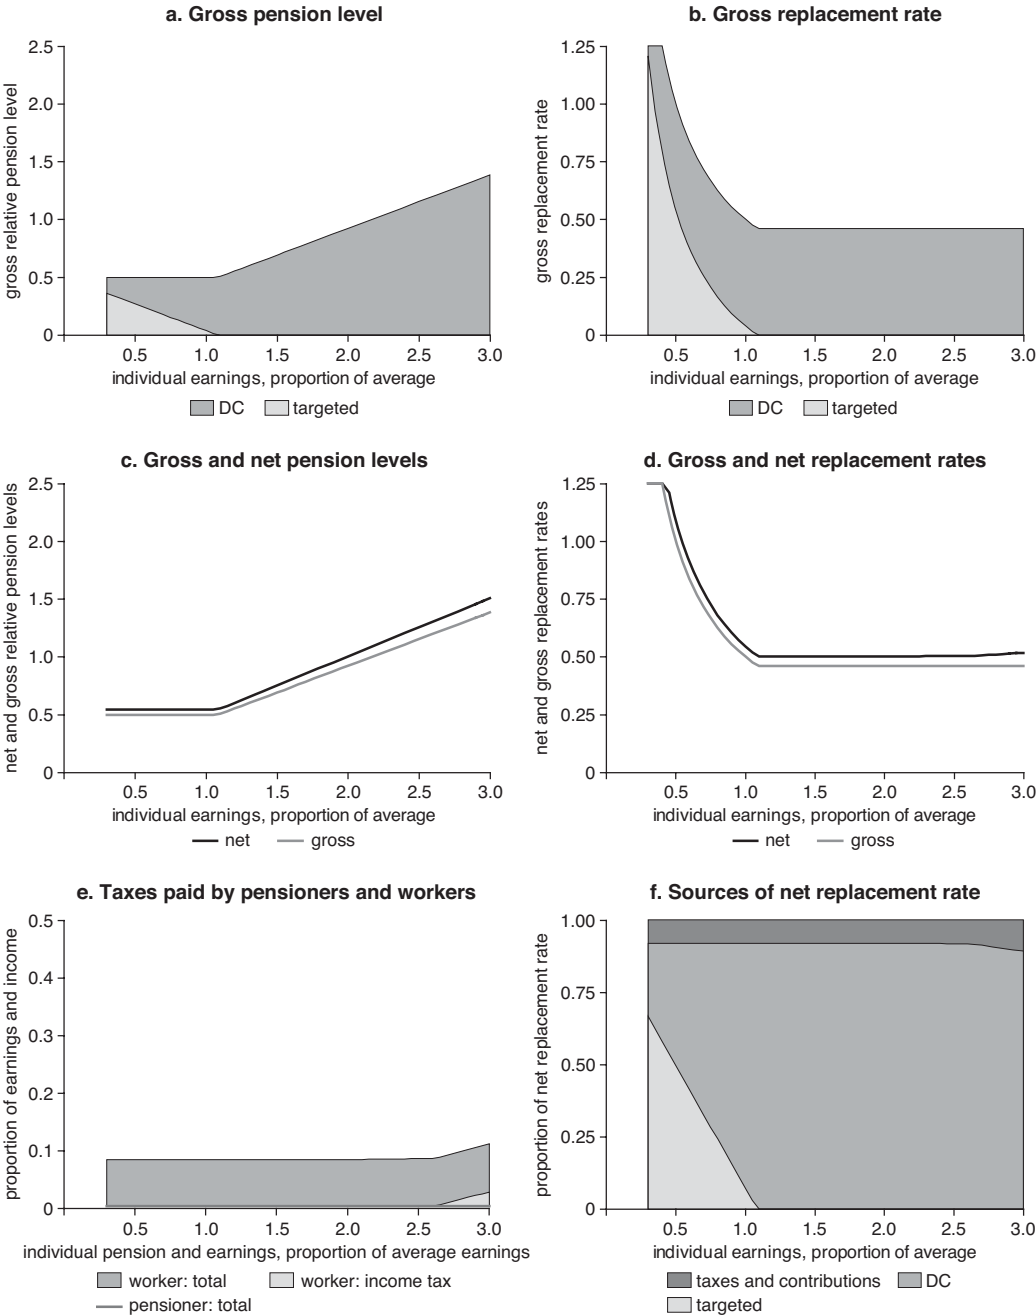 a. Gross pension level
gross relative pension level
2.5
2.0
1.5
1.0
0.5
0
0.5 1.0 1.5 2.0 2.5 3.0
individual earnings, proportion of average
DC targeted
b. Gross replacement rate
gross replacement rate
1.25
1.00
0.75
0.50
0.25
0
0.5 1.0 1.5 2.0 2.5 3.0
individual earnings, proportion of average
DC targeted
c. Gross and net pension levels
net and gross relative pension levels
2.5
2.0
1.5
1.0
0.5
0
0.5 1.0 1.5 2.0 2.5 3.0
individual earnings, proportion of average
net gross
d. Gross and net replacement rates
net and gross replacement rates
1.25
1.00
0.75
0.50
0.25
0
0.5 1.0 1.5 2.0 2.5 3.0
individual earnings, proportion of average
net gross
e. Taxes paid by pensioners and workers
proportion of earnings and income
0.5
0.4
0.3
0.2
0.1
0
0.5 1.0 1.5 2.0 2.5 3.0
individual pension and earnings, proportion of average earnings
worker: total worker: income tax
pensioner: total
f. Sources of net replacement rate
proportion of net replacement rate
1.00
0.75
0.50
0.25
0
0.5 1.0 1.5 2.0 2.5 3.0
individual earnings, proportion of average
taxes and contributions DC
targeted